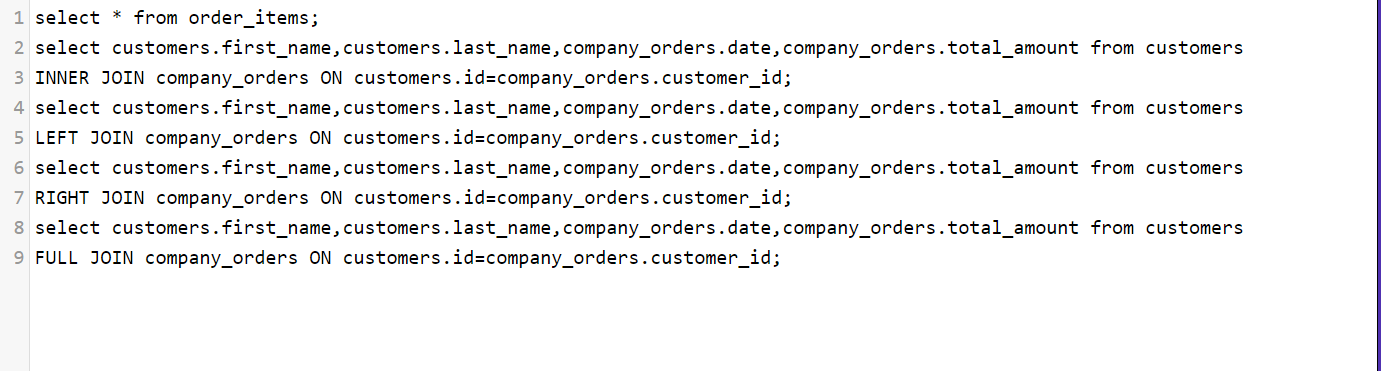 1 select * from order_items;
2 select customers.first_name,customers.last_name,company_orders.date,company_orders.total_amount from customers
3 INNER JOIN company_orders ON customers.id=company_orders.customer_id;
4 select customers.first_name,customers.last_name,company_orders.date,company_orders.total_amount from customers
5 LEFT JOIN company_orders ON customers.id=company_orders.customer_id;
6 select customers.first_name,customers.last_name,company_orders.date,company_orders.total_amount from customers
7 RIGHT JOIN company_orders ON customers.id=company_orders.customer_id;
8 select customers.first_name,customers.last_name,company_orders.date,company_orders.total_amount from customers
9 FULL JOIN company_orders ON customers.id=company_orders.customer_id;